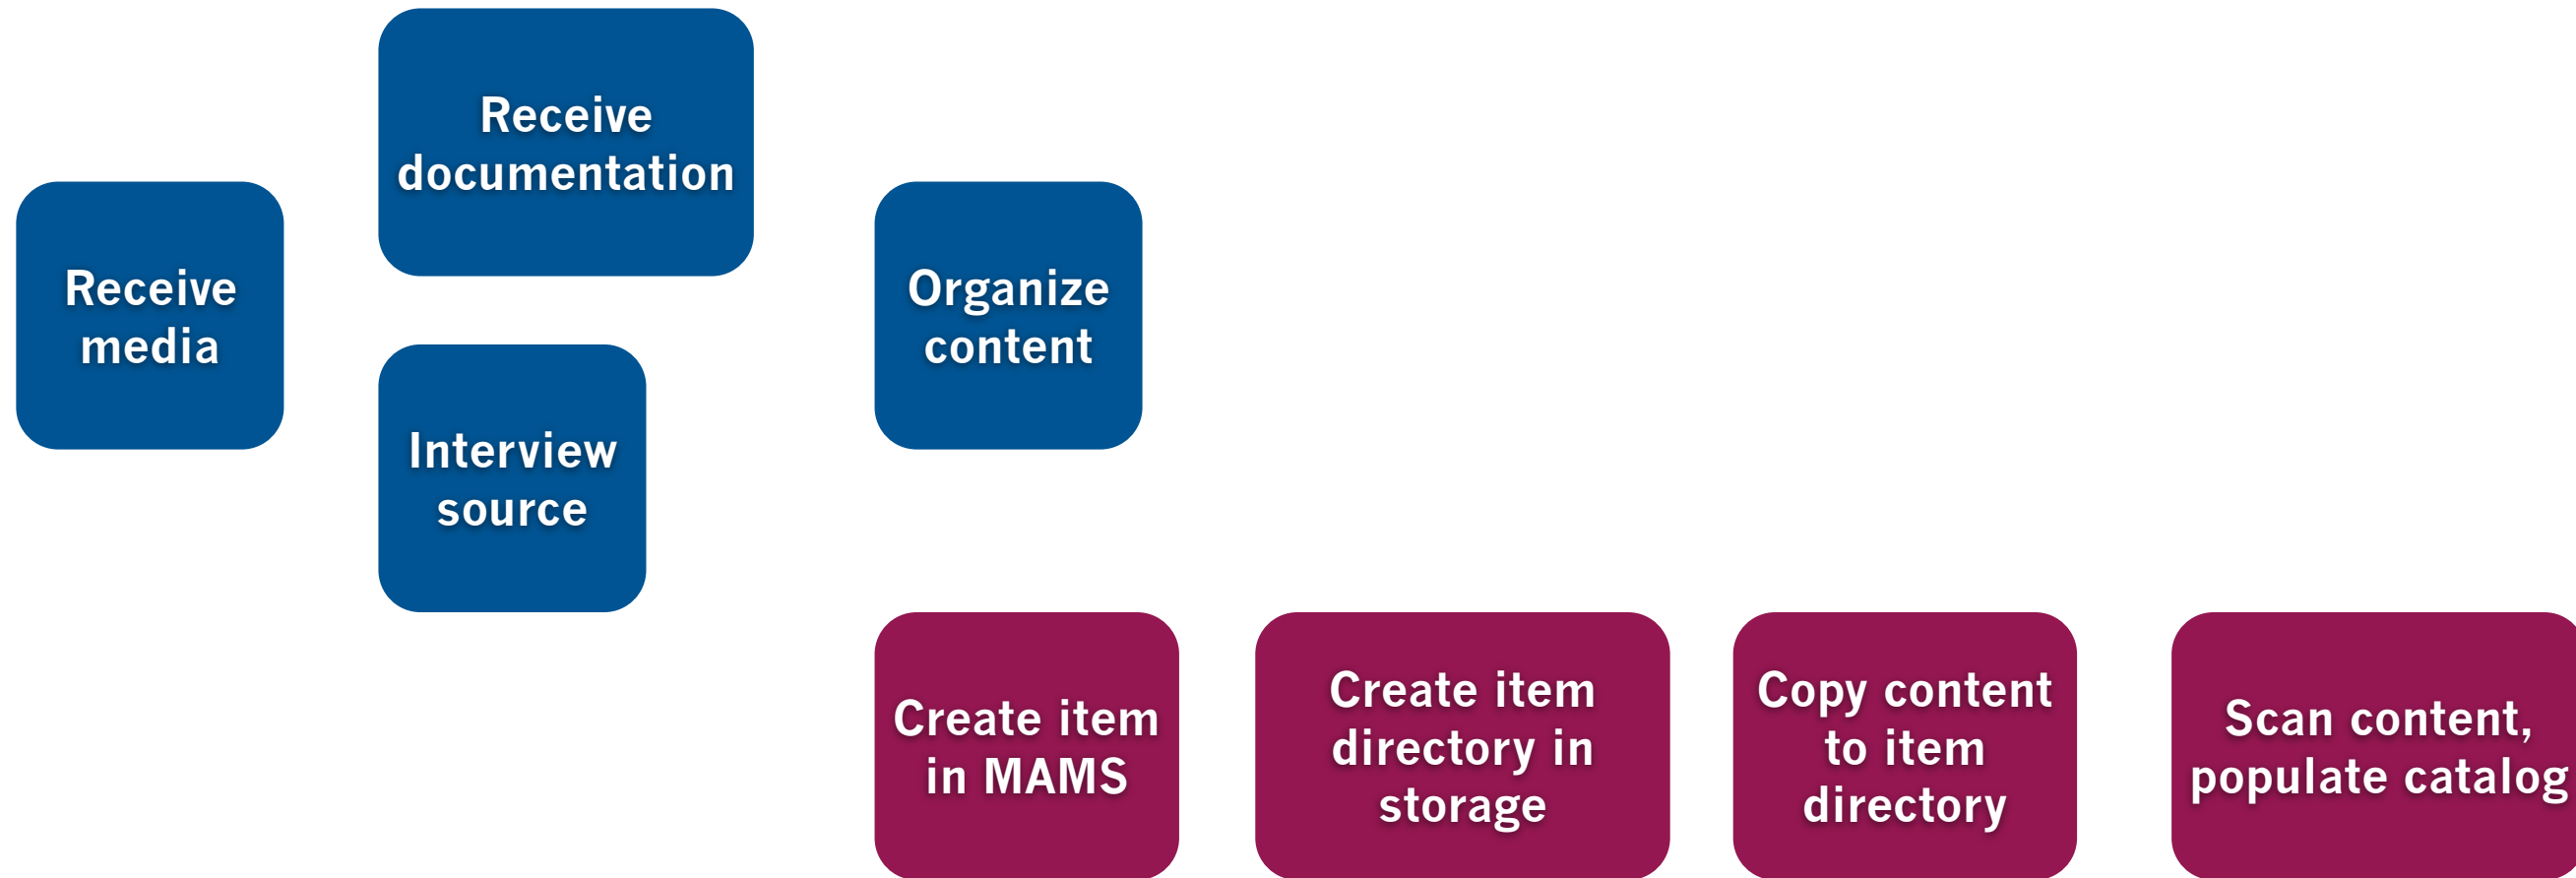 Receive
documentation
Receive
media
Organize
content
Interview
source
Create item
in MAMS
Create item
directory in
storage
Copy content
to item
directory
Scan content,
populate catalog